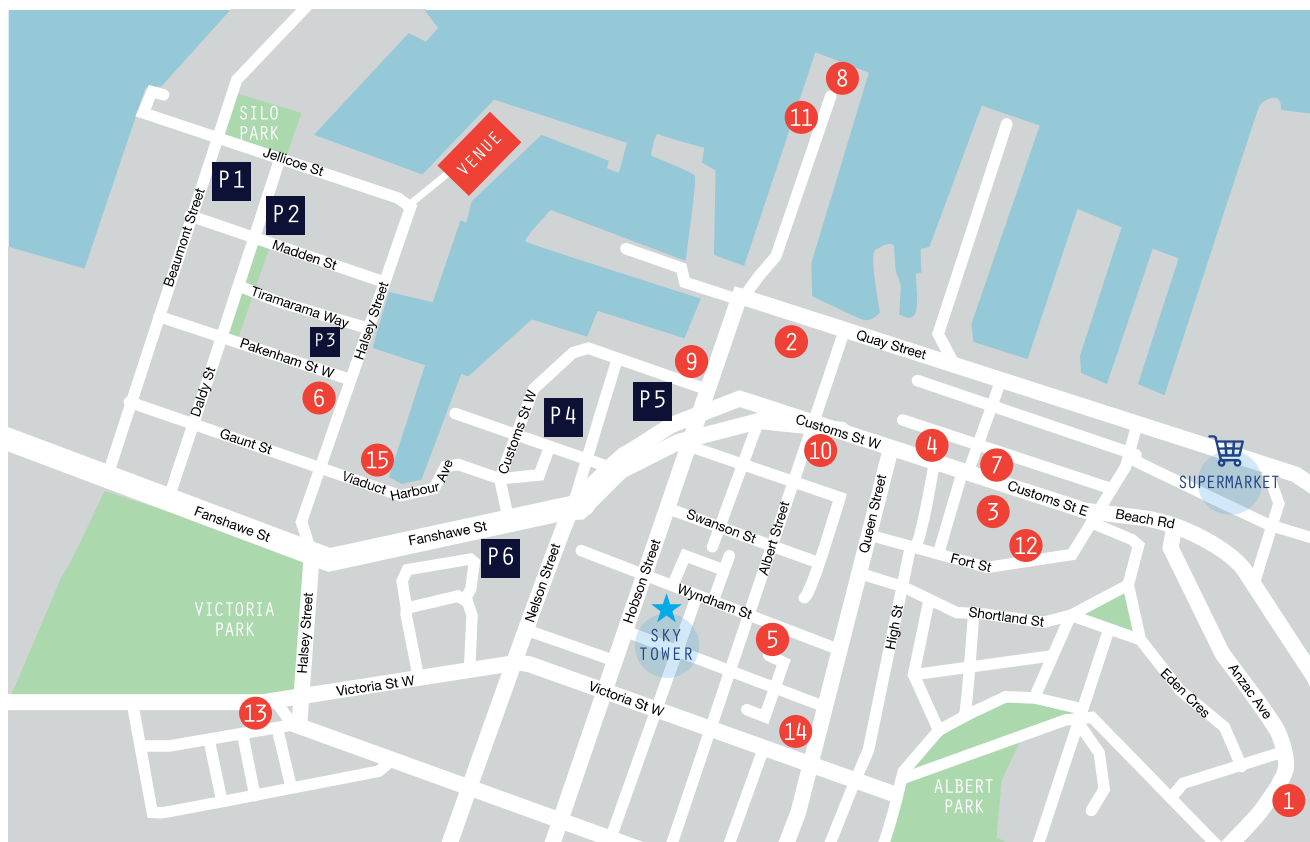 8
SILO
PARK
11
VENUE
Jellicoe St
P1
P2
Beaumont Street
Madden St
Tiramarama Way
Halsey Street
P3
Pakenham St W
2
Quay Street
9
6
Daldy St
P5
P4
Customs St W
Customs St W
10
4
7
Gaunt St
15
Viaduct Harbour Ave
SUPERMARKET
Customs St E
Beach Rd
3
12
Fanshawe St
Fanshawe St
Swanson St
Albert Street
Queen Street
Fort St
P6
Nelson Street
Hobson Street
Wyndham St
VICTORIA
PARK
Halsey Street
SKY
TOWER
5
High St
Shortland St
Victoria St W
Victoria St W
Eden Cres
Anzac Ave
13
14
ALBERT
PARK
1